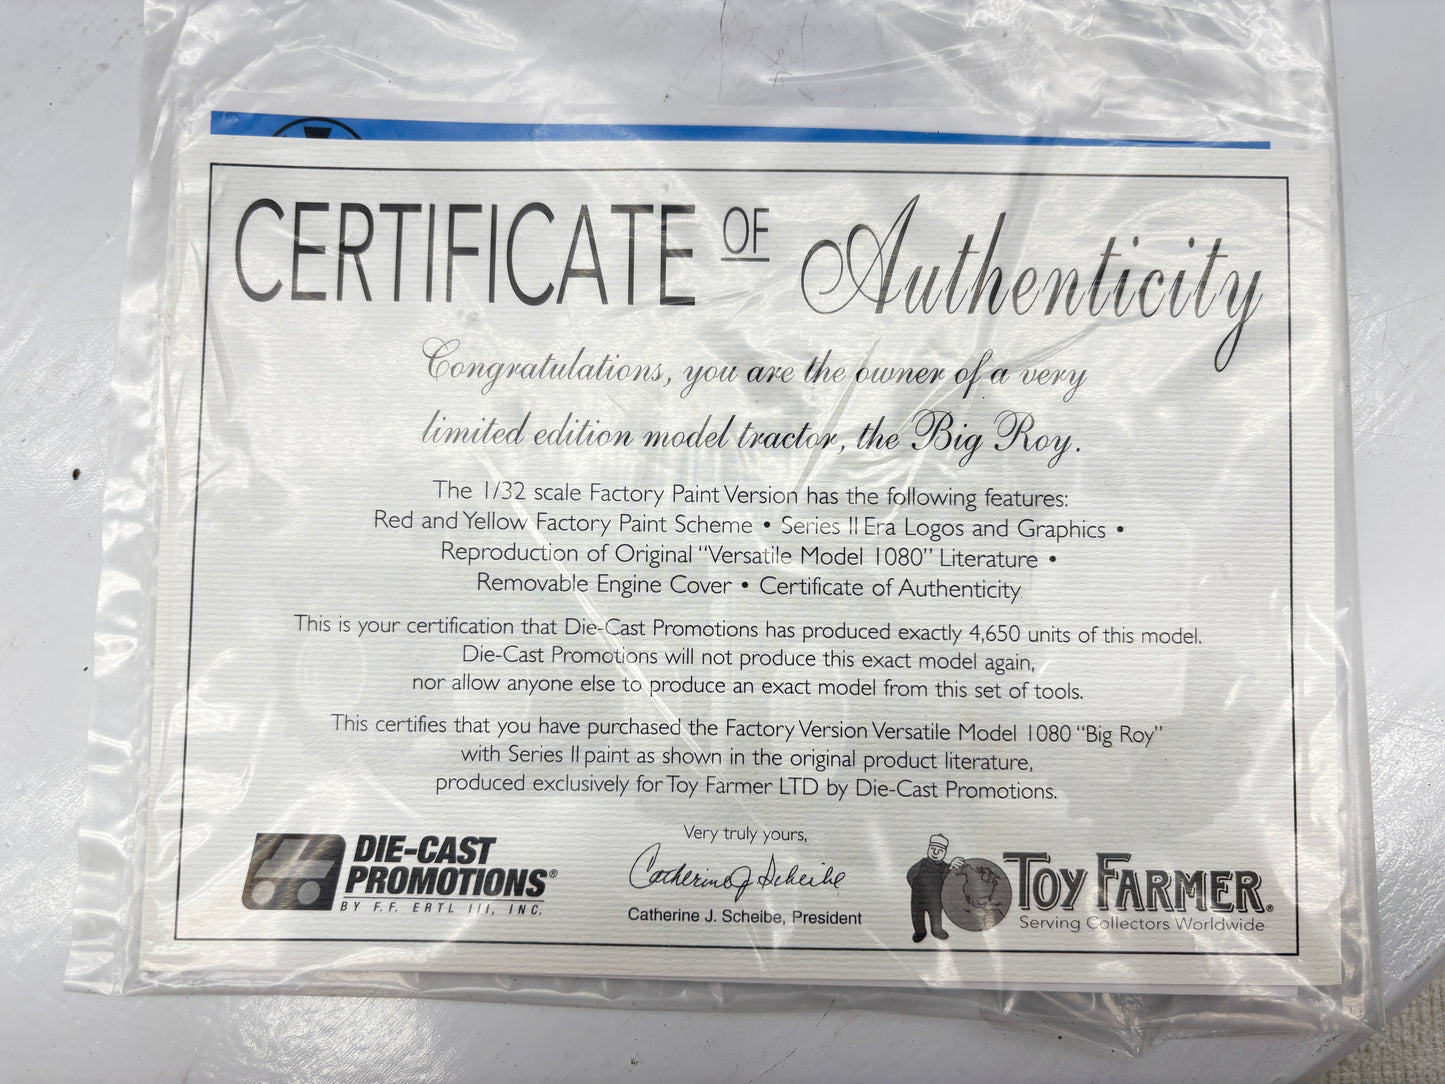 CERTIFICATE OF Authenticity
Congratulations, you are the owner of a very
limited edition model tractor, the Big Roy.
The 1/32 scale Factory Paint Version has the following features:
Red and Yellow Factory Paint Scheme • Series II Era Logos and Graphics •
Reproduction of Original “Versatile Model 1080” Literature •
Removable Engine Cover • Certificate of Authenticity
This is your certification that Die-Cast Promotions has produced exactly 4,650 units of this model.
Die-Cast Promotions will not produce this exact model again,
nor allow anyone else to produce an exact model from this set of tools.
This certifies that you have purchased the Factory Version Versatile Model 1080 “Big Roy”
with Series II paint as shown in the original product literature,
produced exclusively for Toy Farmer LTD by Die-Cast Promotions.
Very truly yours,
Catherine J Scheibe
Catherine J. Scheibe, President
DIE-CAST
PROMOTIONS®
BY F.F. ERTL III, INC.
TOY FARMER®
Serving Collectors Worldwide